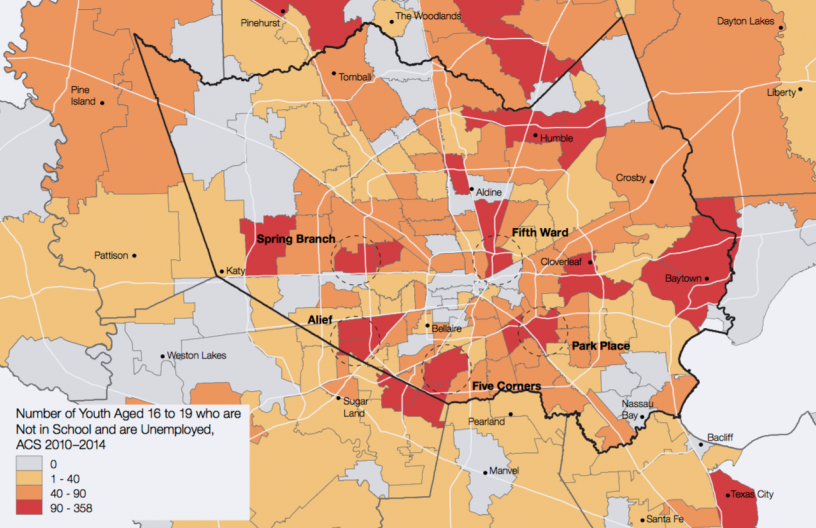 Pinehurst
The Woodlands
Dayton Lakes
Tomball
Pine
Island
Liberty
Humble
Crosby
Aldine
Spring Branch
Fifth Ward
Pattison
Katy
Cloverleaf
Baytown
Alief
Bellaire
Park Place
Weston Lakes
Five Corners
Sugar
Land
Nassau
Bay
Pearland
Bacliff
Manvel
Texas City
Santa Fe
Number of Youth Aged 16 to 19 who are
Not in School and are Unemployed,
ACS 2010–2014
0
1 - 40
40 - 90
90 - 358